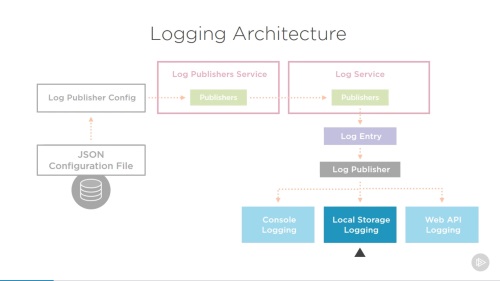 Logging Architecture
Log Publishers Service
Log Service
Log Publisher Config
Publishers
Publishers
Log Entry
JSON
Configuration File
Log Publisher
Console
Logging
Local Storage
Logging
Web API
Logging